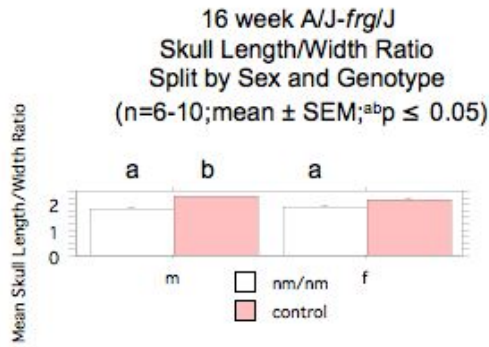 16 week A/J-frg/J
Skull Length/Width Ratio
Split by Sex and Genotype
(n=6-10;mean ± SEM;ᵃᵇp ≤ 0.05)
Mean Skull Length/Width Ratio
a b a
2
1
0
m f
nm/nm
control